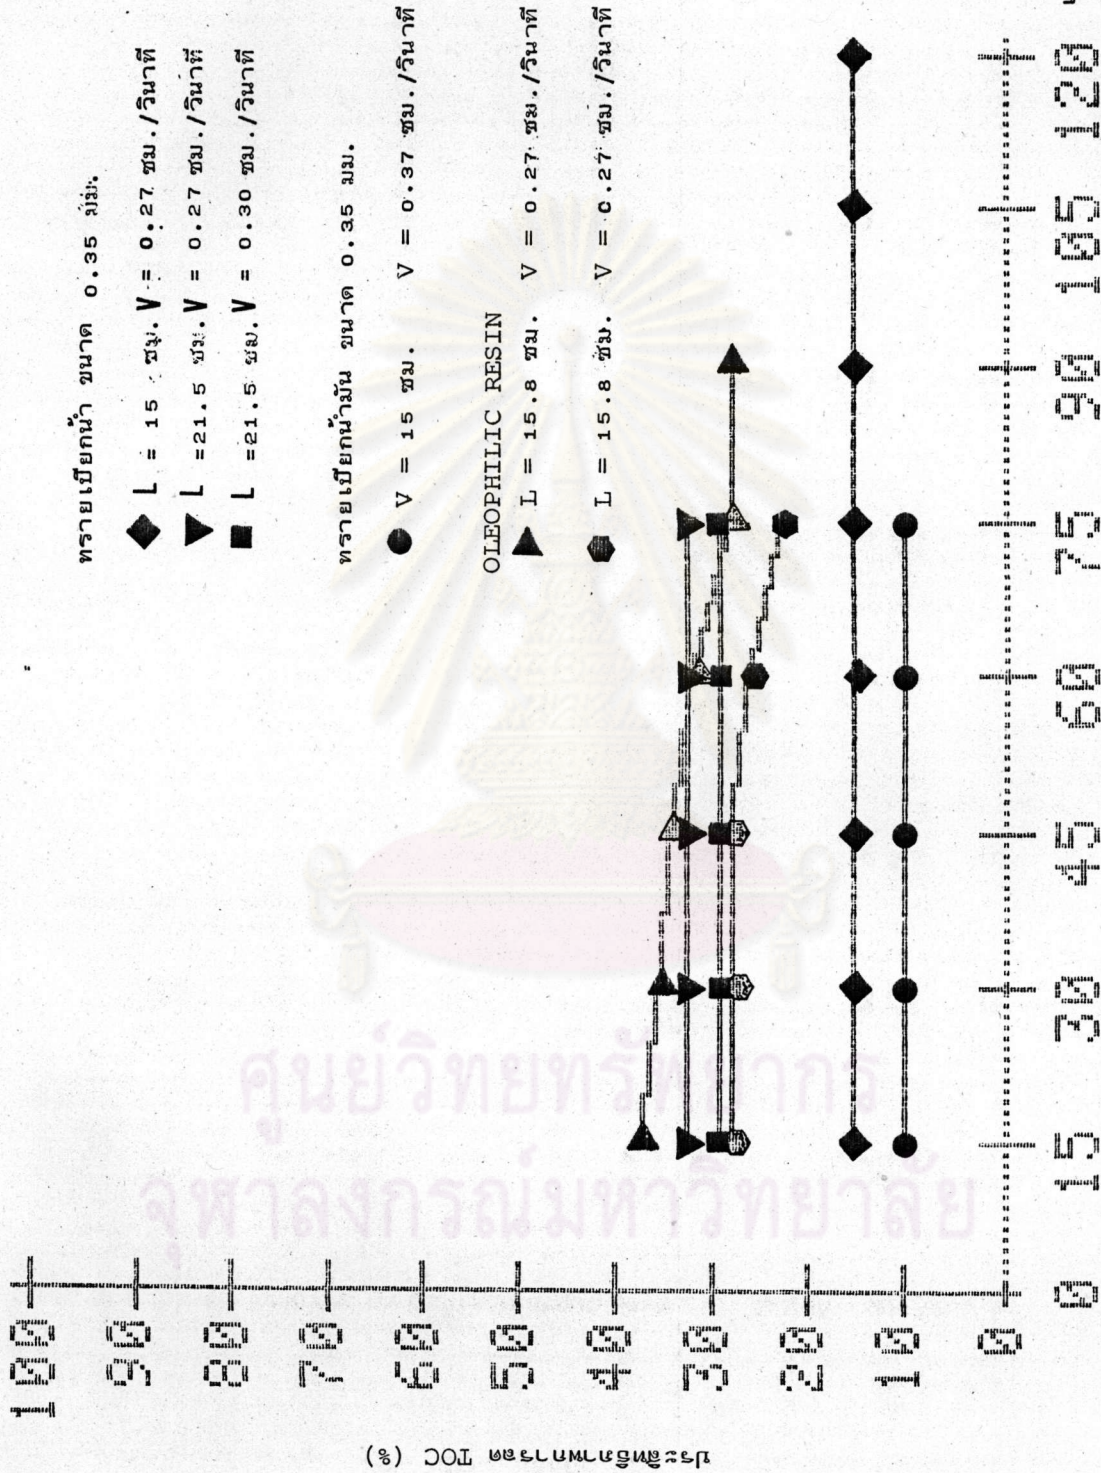 ทรายเปียกน้ำ ขนาด 0.35 มม.
L = 15 ซม. V = 0.27 ซม./วินาที
L =21.5 ซม. V = 0.27 ซม./วินาที
L =21.5 ซม. V = 0.30 ซม./วินาที
ทรายเปียกน้ำมัน ขนาด 0.35 มม.
V = 15 ซม. V = 0.37 ซม./วินาที
OLEOPHILIC RESIN
L = 15.8 ซม. V = 0.27 ซม./วินาที
L = 15.8 ซม. V = 0.27 ซม./วินาที
ประสิทธิภาพการลด TOC (%)
100
90
80
70
60
50
40
30
20
10
0
0 15 30 45 60 75 90 105 120
ศูนย์วิทยทรัพยากร
จุฬาลงกรณ์มหาวิทยาลัย